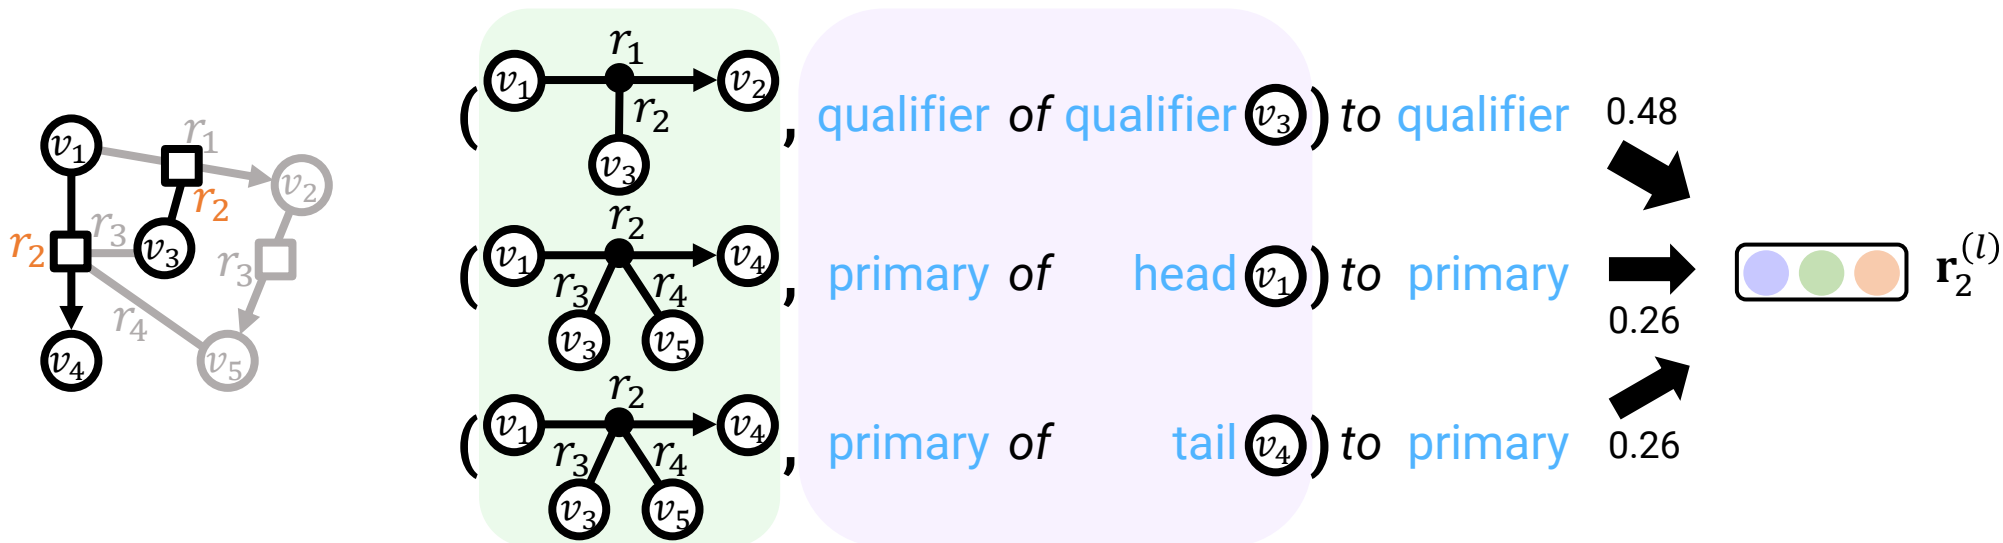 v₁ r₁ v₂
r₂
r₂ r₃ v₃ r₃
r₄
v₄ v₅
( v₁ r₁ v₂ , qualifier of qualifier v₃ ) to qualifier 0.48
r₂
v₃
( v₁ r₂ v₄ , primary of head v₁ ) to primary 0.26
r₃ r₄
v₃ v₅
( v₁ r₂ v₄ , primary of tail v₄ ) to primary 0.26
r₃ r₄
v₃ v₅
r₂⁽ˡ⁾